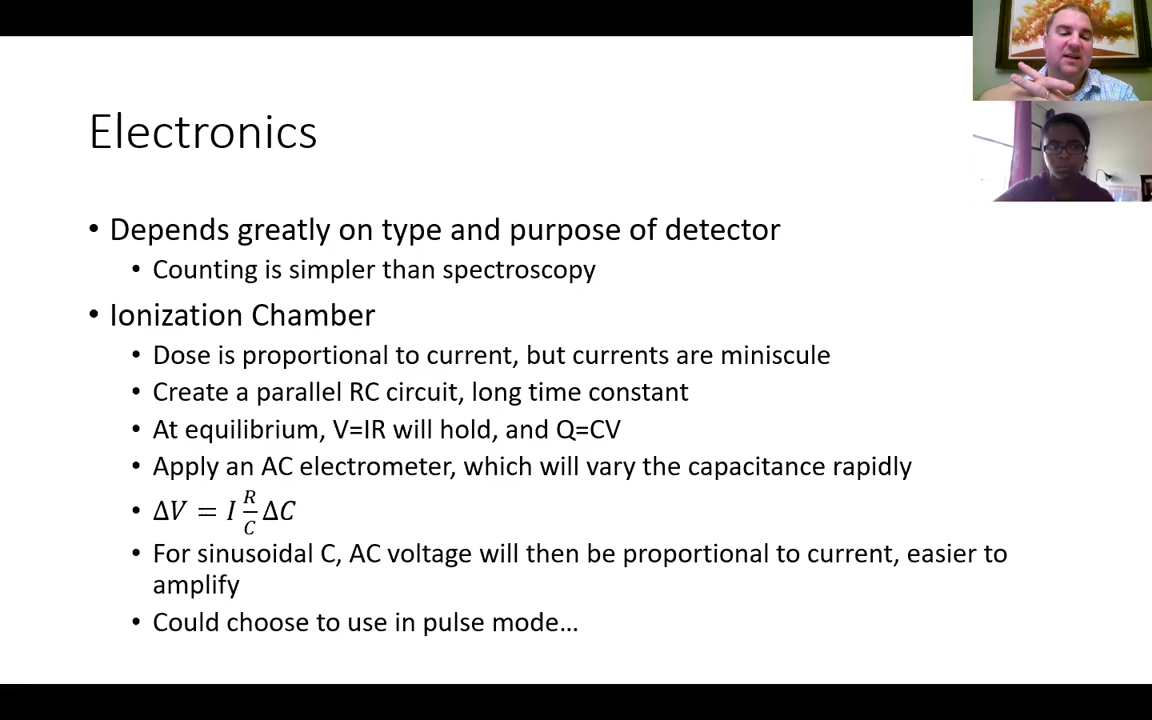 Electronics
• Depends greatly on type and purpose of detector
• Counting is simpler than spectroscopy
• Ionization Chamber
• Dose is proportional to current, but currents are miniscule
• Create a parallel RC circuit, long time constant
• At equilibrium, V=IR will hold, and Q=CV
• Apply an AC electrometer, which will vary the capacitance rapidly
• ΔV = I R/C ΔC
• For sinusoidal C, AC voltage will then be proportional to current, easier to
amplify
• Could choose to use in pulse mode…